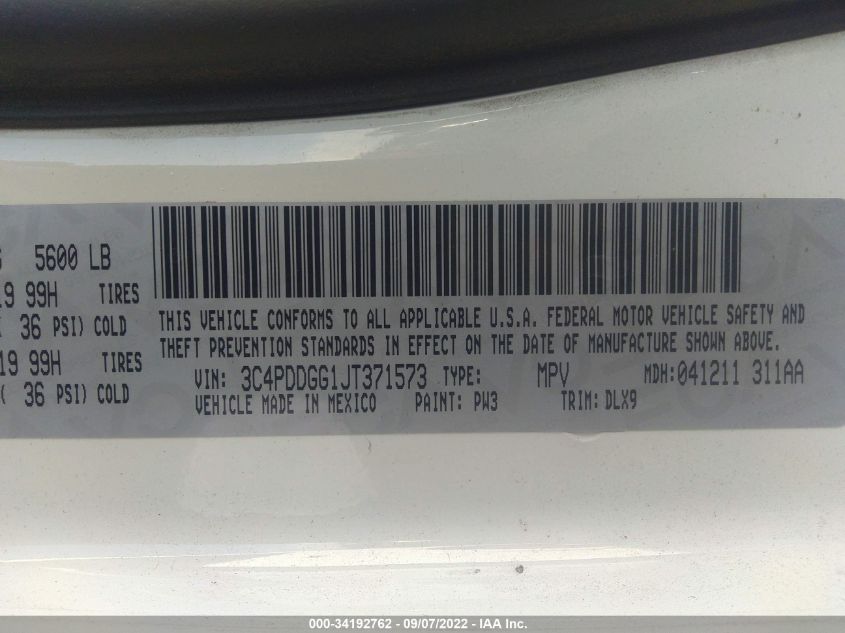 5600 LB
19 99H TIRES
36 PSI) COLD
19 99H TIRES
( 36 PSI) COLD
THIS VEHICLE CONFORMS TO ALL APPLICABLE U.S.A. FEDERAL MOTOR VEHICLE SAFETY AND
THEFT PREVENTION STANDARDS IN EFFECT ON THE DATE OF MANUFACTURE SHOWN ABOVE.
VIN: 3C4PDDGG1JT371573 TYPE: MPV MDH:041211 311AA
VEHICLE MADE IN MEXICO PAINT: PW3 TRIM: DLX9
000-34192762 - 09/07/2022 - IAA Inc.